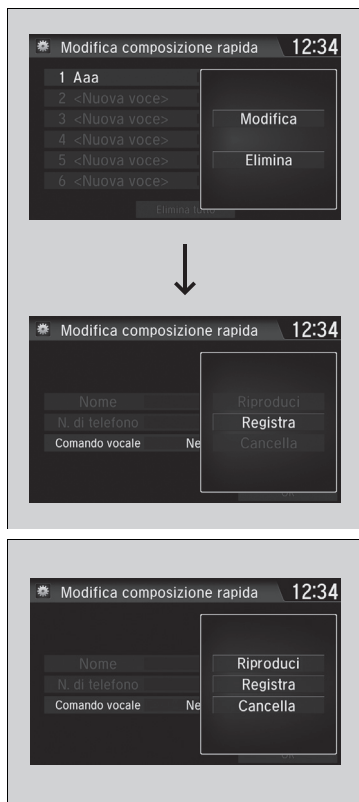 Modifica composizione rapida 12:34
1 Aaa
2 <Nuova voce>
3 <Nuova voce>
4 <Nuova voce>
5 <Nuova voce>
6 <Nuova voce>
Modifica
Elimina
Elimina tutto
Modifica composizione rapida 12:34
Nome
N. di telefono
Comando vocale Ne
Riproduci
Registra
Cancella
OK
Modifica composizione rapida 12:34
Nome
N. di telefono
Comando vocale Ne
Riproduci
Registra
Cancella
OK